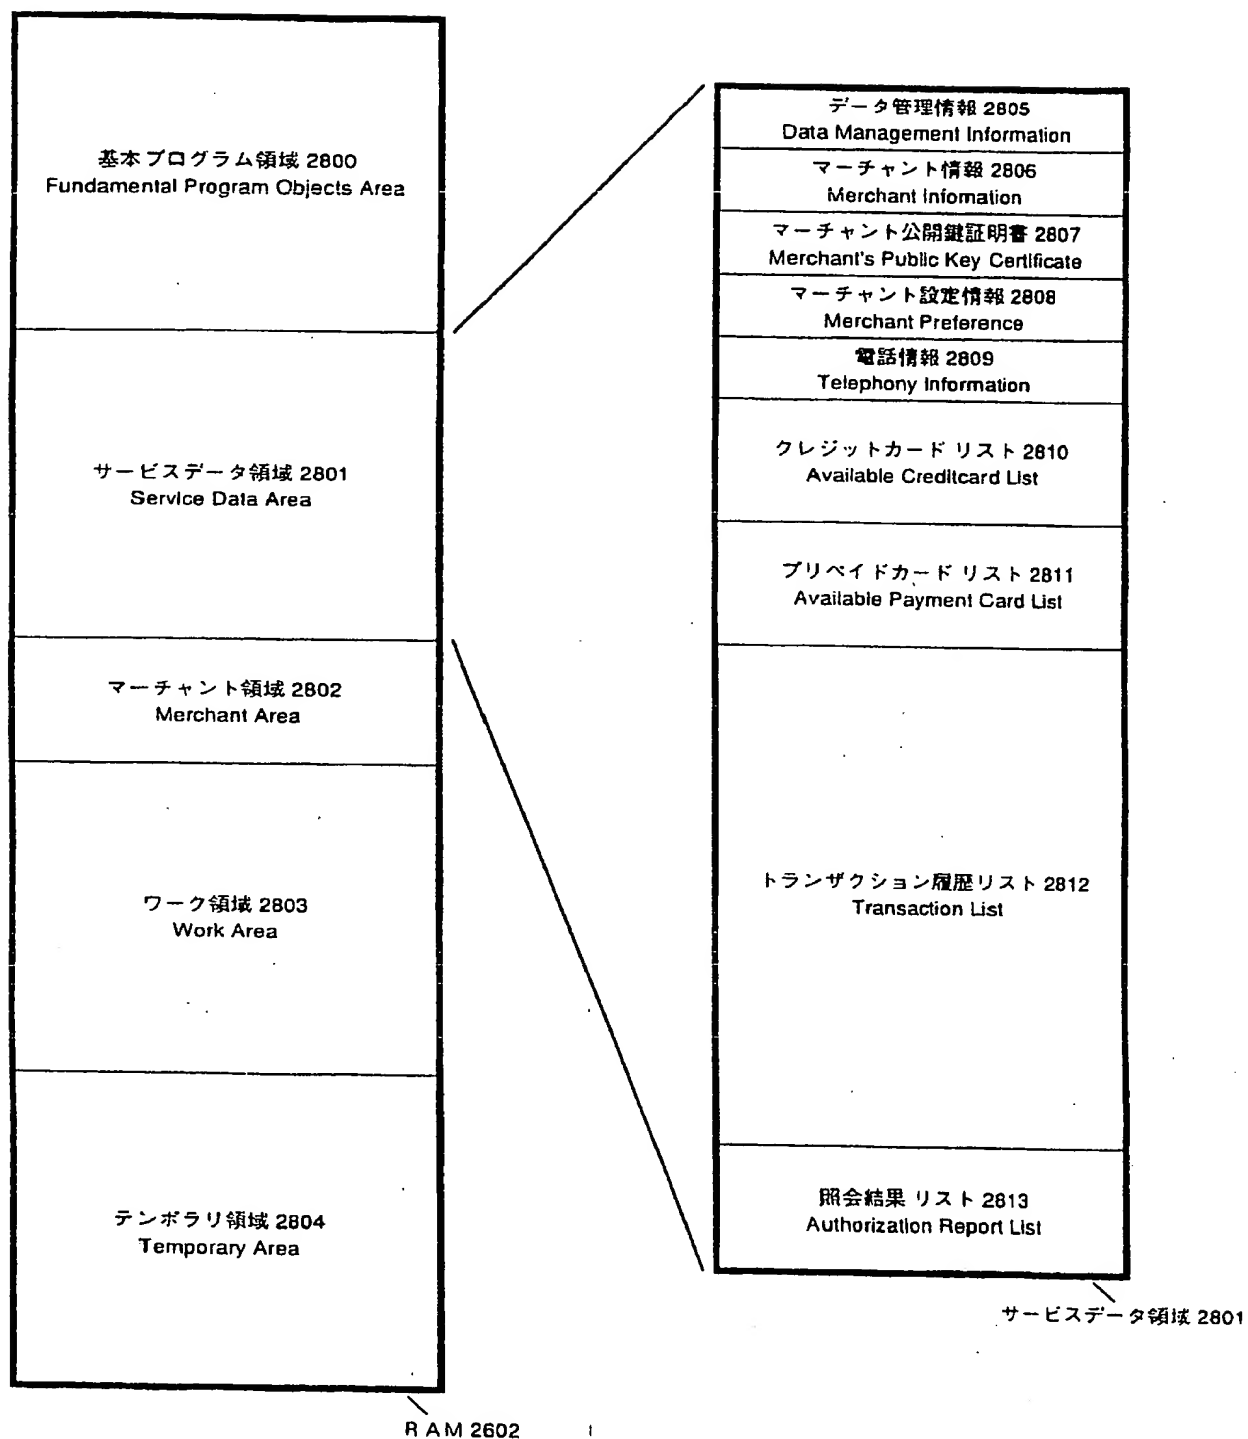 基本プログラム領域 2800
Fundamental Program Objects Area
サービスデータ領域 2801
Service Data Area
マーチャント領域 2802
Merchant Area
ワーク領域 2803
Work Area
テンポラリ領域 2804
Temporary Area
RAM 2602
データ管理情報 2805
Data Management Information
マーチャント情報 2806
Merchant Infomation
マーチャント公開鍵証明書 2807
Merchant's Public Key Certificate
マーチャント設定情報 2808
Merchant Preference
電話情報 2809
Telephony Information
クレジットカード リスト 2810
Available Creditcard List
プリペイドカード リスト 2811
Available Payment Card List
トランザクション履歴リスト 2812
Transaction List
照会結果 リスト 2813
Authorization Report List
サービスデータ領域 2801